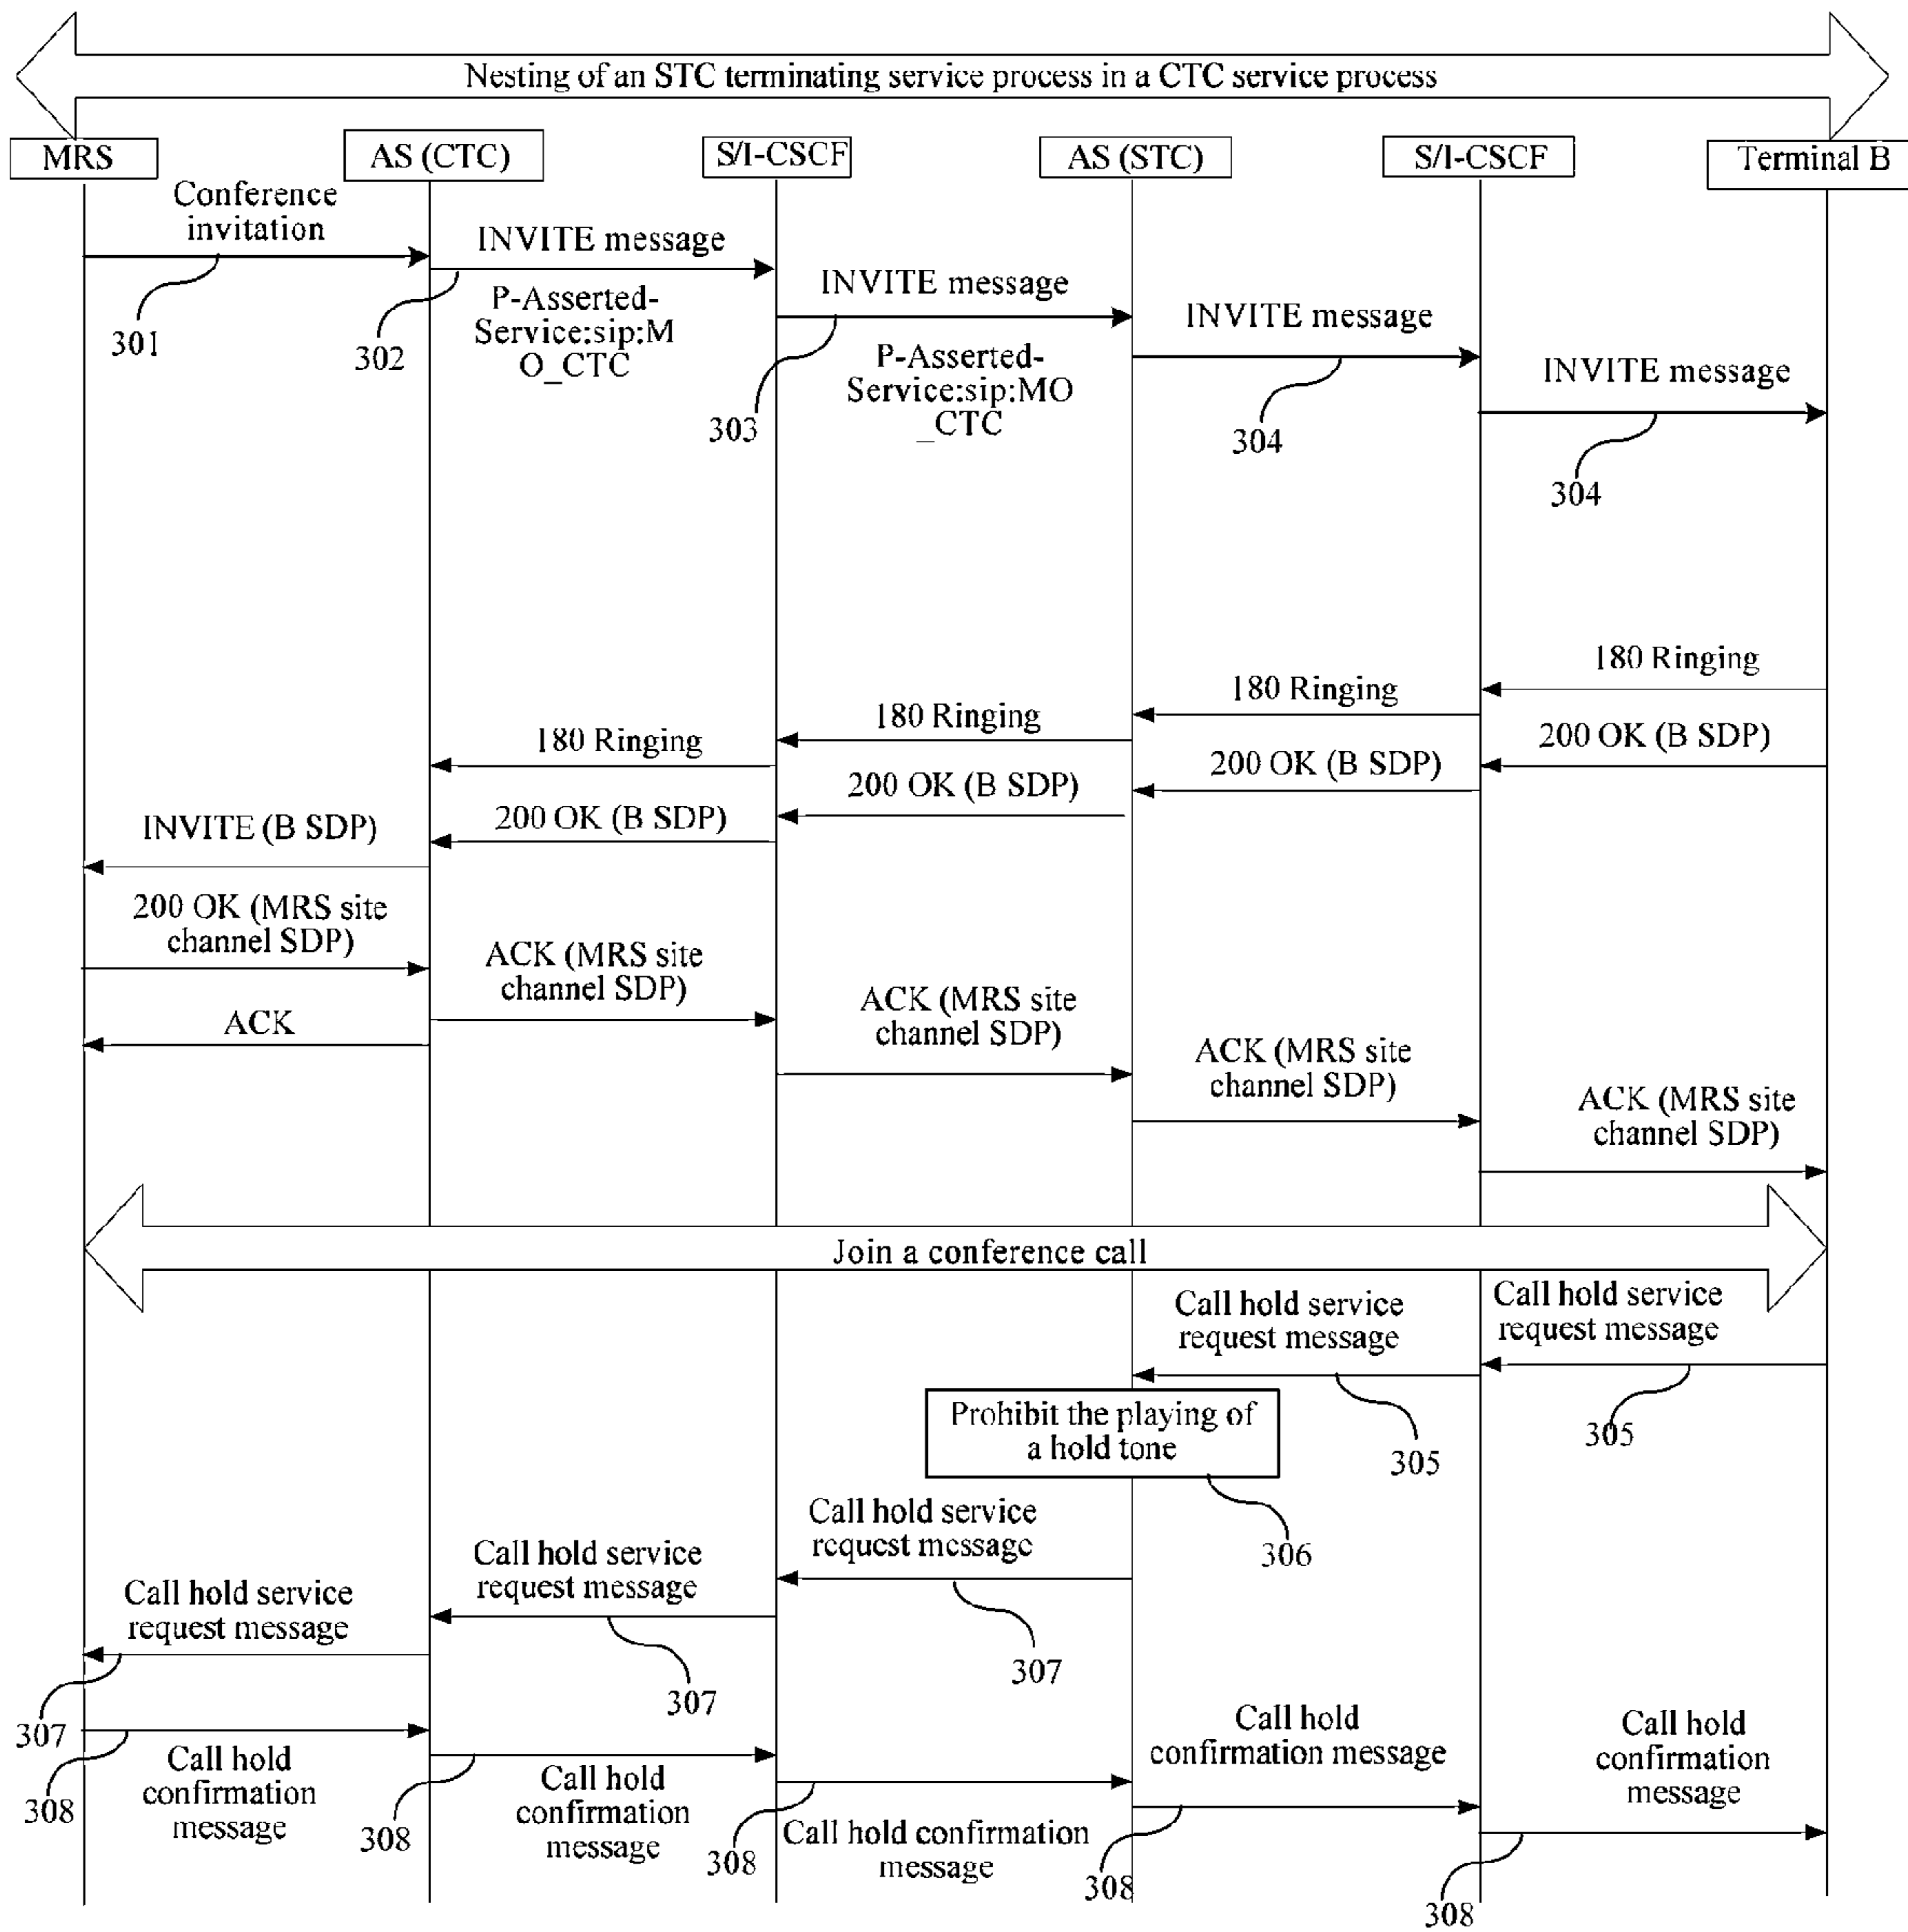 Nesting of an STC terminating service process in a CTC service process
MRS
AS (CTC)
S/I-CSCF
AS (STC)
S/I-CSCF
Terminal B
Conference
invitation
301
INVITE message
302
P-Asserted-
Service:sip:M
O_CTC
INVITE message
303
P-Asserted-
Service:sip:MO
_CTC
INVITE message
304
INVITE message
304
180 Ringing
180 Ringing
180 Ringing
180 Ringing
200 OK (B SDP)
200 OK (B SDP)
200 OK (B SDP)
200 OK (B SDP)
INVITE (B SDP)
200 OK (MRS site
channel SDP)
ACK
ACK (MRS site
channel SDP)
ACK (MRS site
channel SDP)
ACK (MRS site
channel SDP)
ACK (MRS site
channel SDP)
Join a conference call
Call hold service
request message
305
Call hold service
request message
305
Prohibit the playing of
a hold tone
306
Call hold service
request message
307
Call hold service
request message
307
Call hold service
request message
307
308
Call hold
confirmation
message
308
Call hold
confirmation
message
308
Call hold confirmation
message
Call hold
confirmation message
308
Call hold
confirmation
message
308